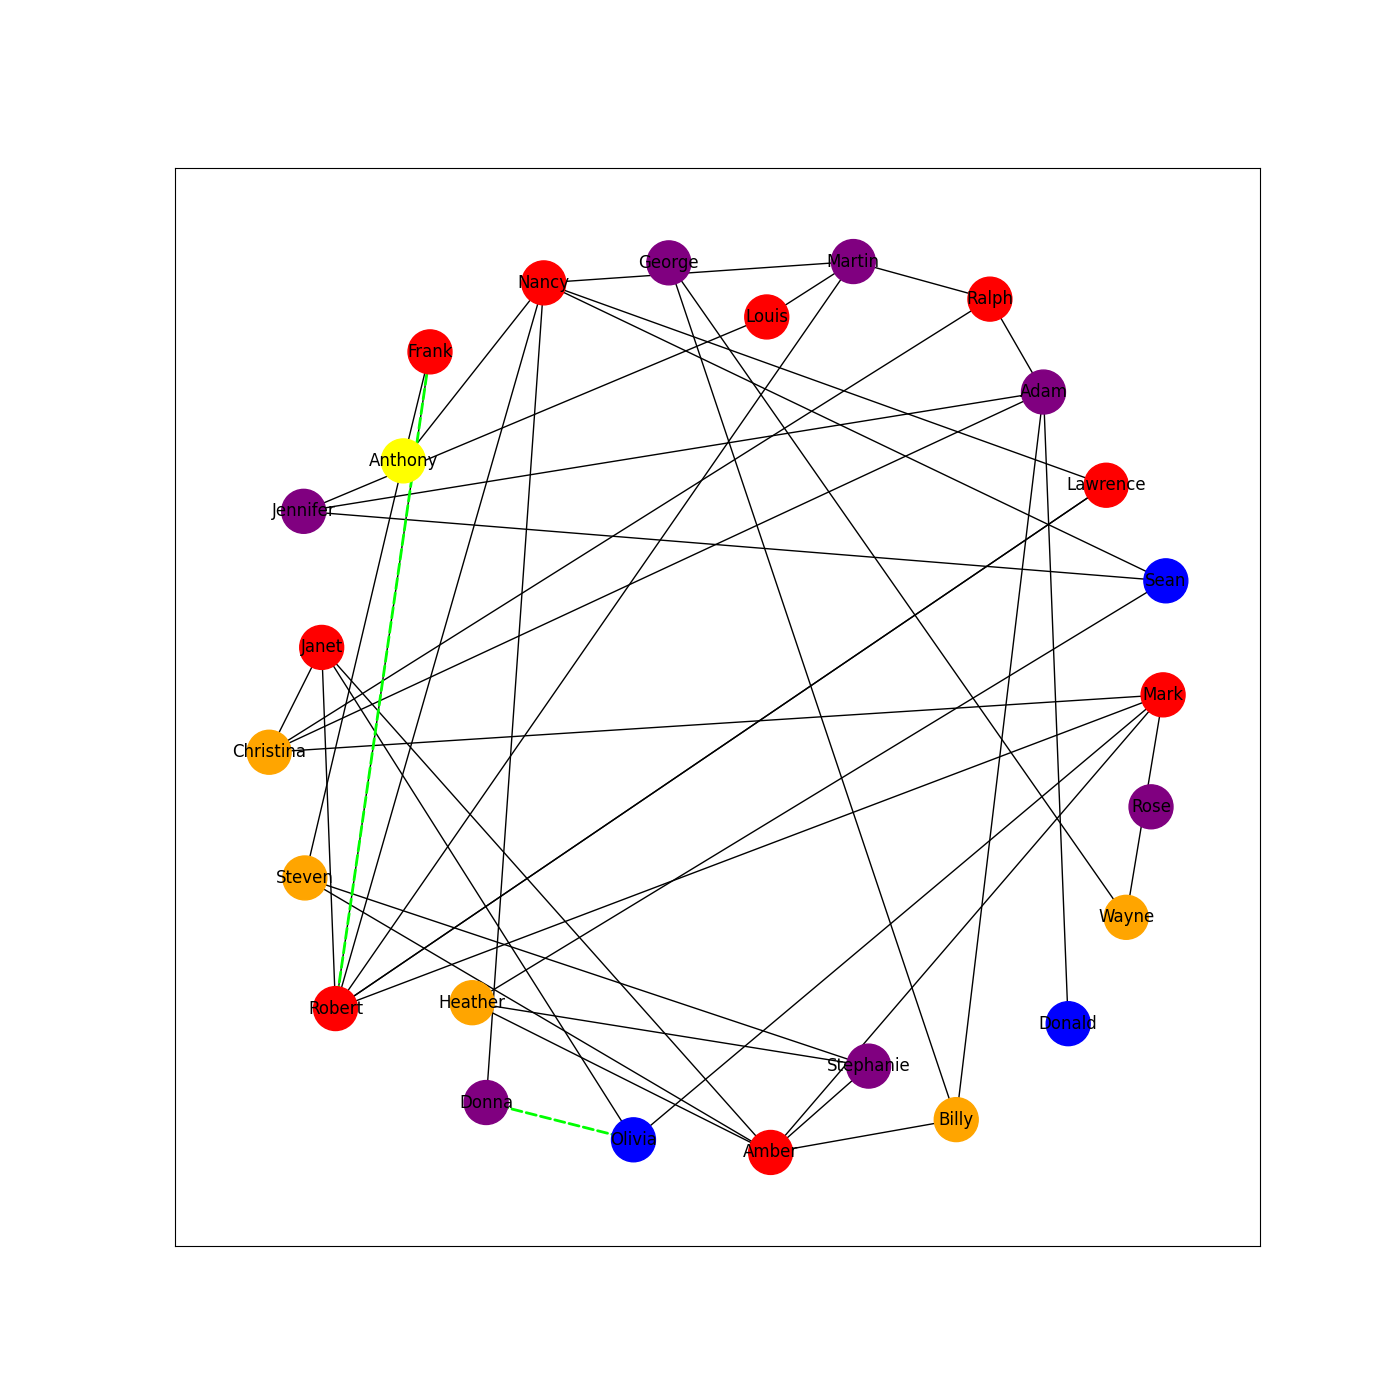 George
Martin
Nancy
Ralph
Louis
Frank
Adam
Anthony
Lawrence
Jennifer
Sean
Janet
Mark
Christina
Rose
Steven
Wayne
Heather
Robert
Donald
Stephanie
Donna
Billy
Olivia
Amber